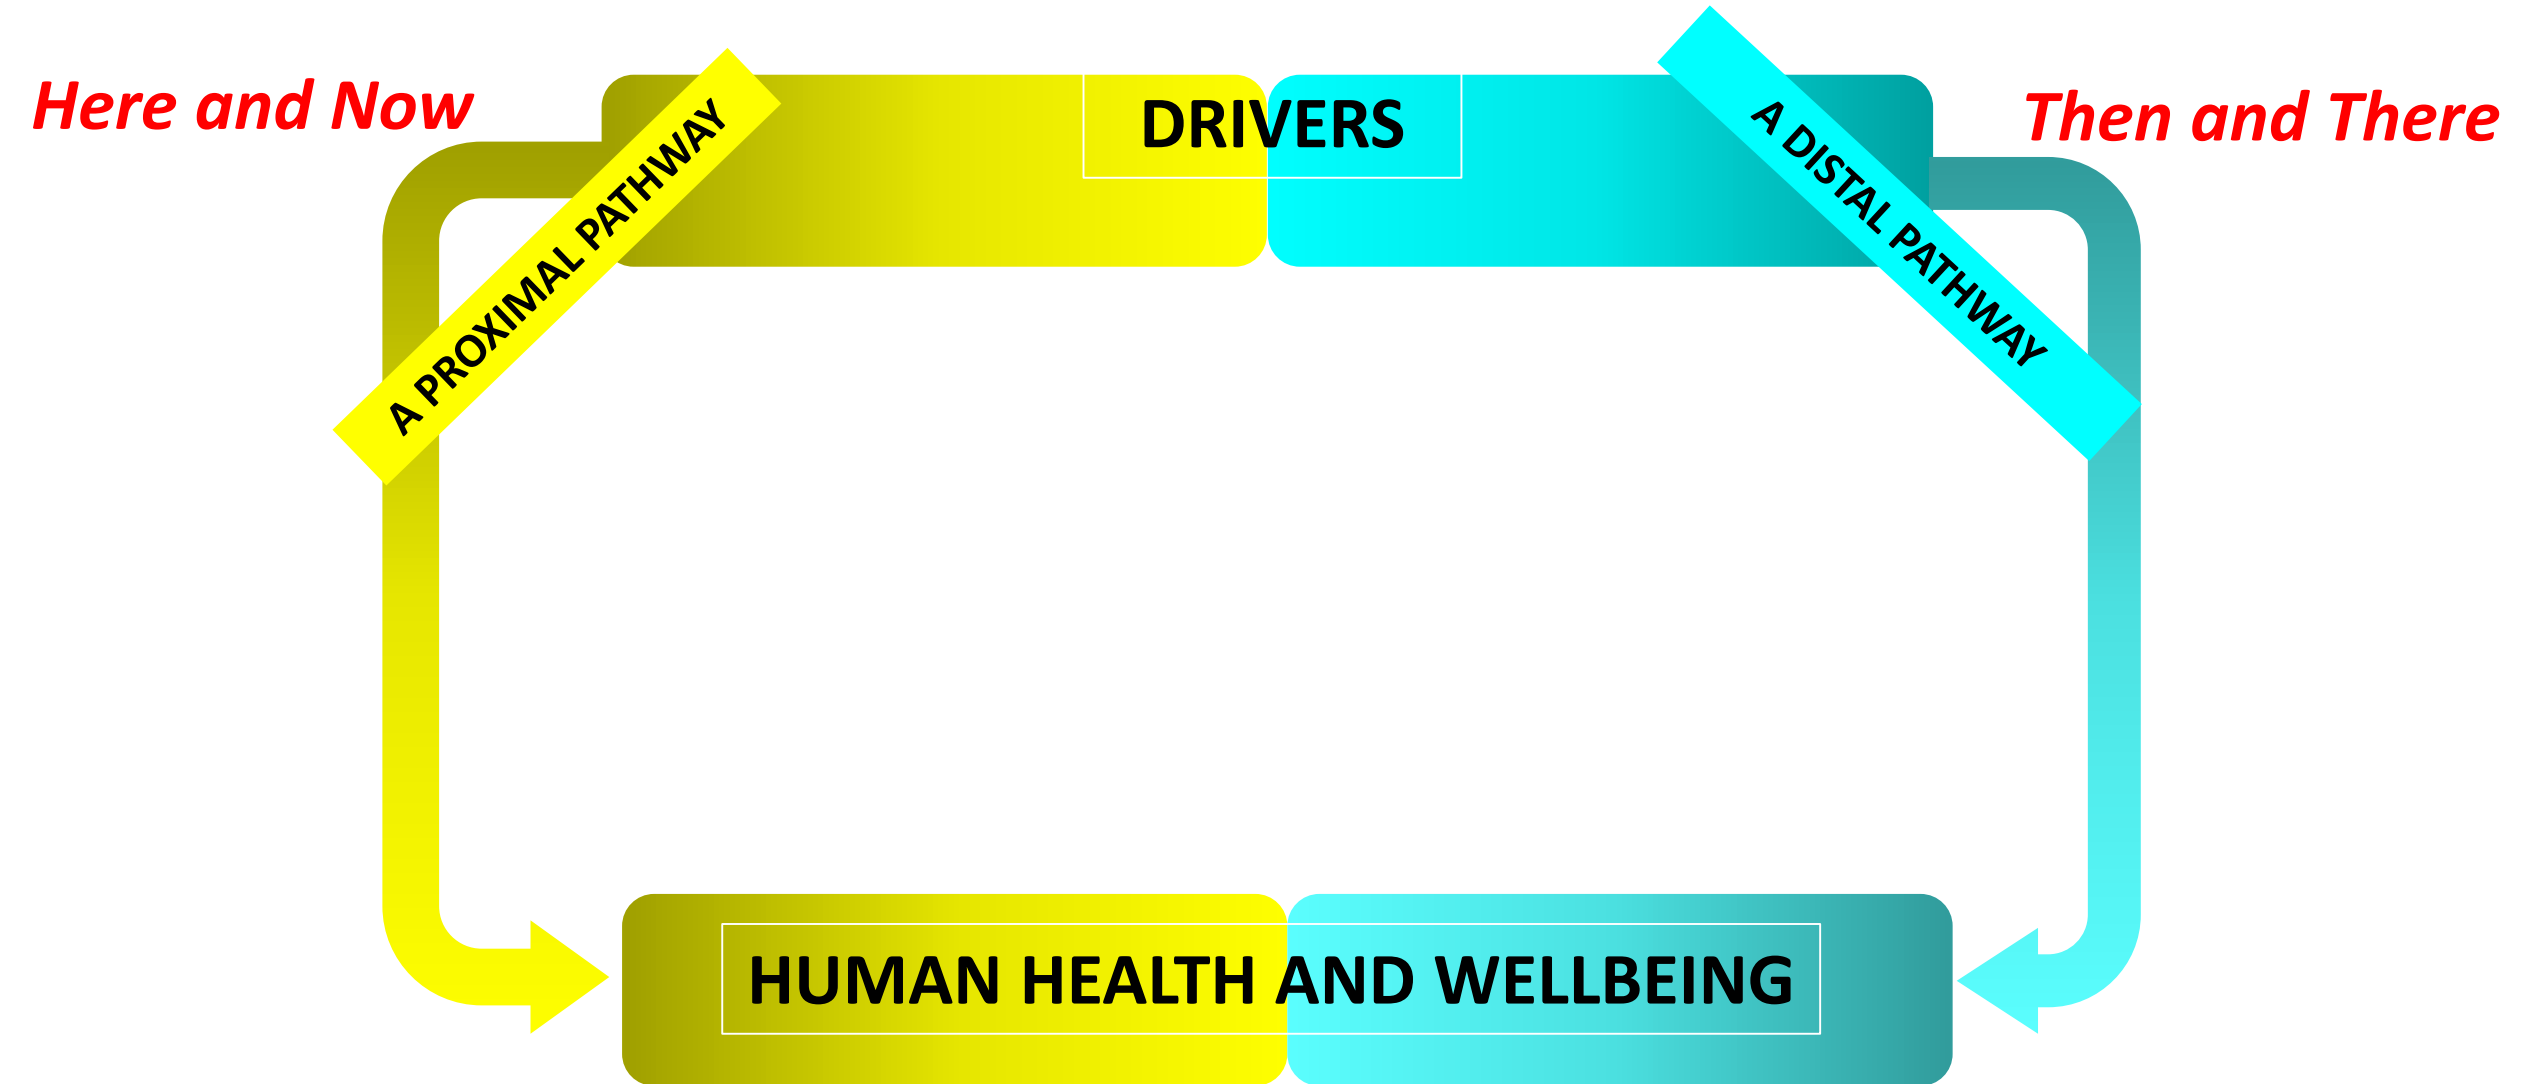 Here and Now
DRIVERS
Then and There
A PROXIMAL PATHWAY
A DISTAL PATHWAY
HUMAN HEALTH AND WELLBEING